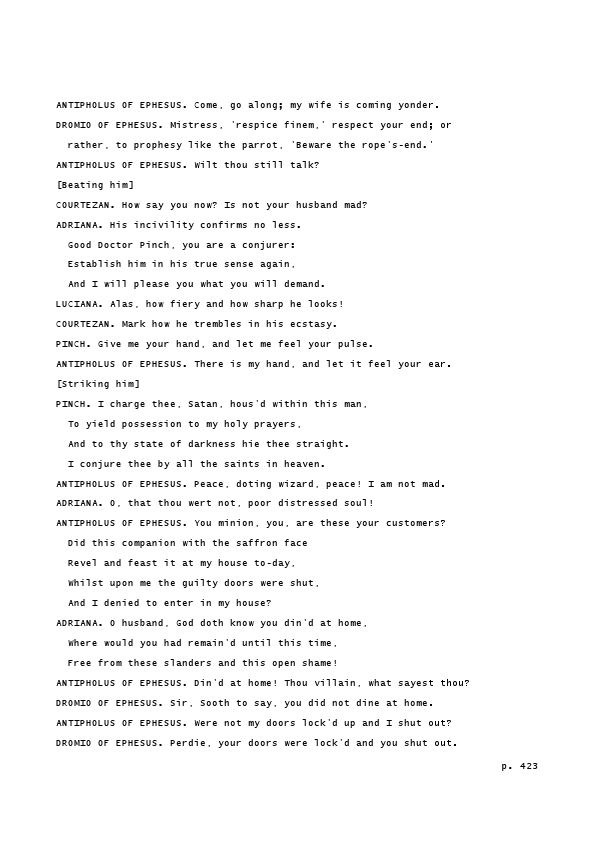 ANTIPHOLUS OF EPHESUS. Come, go along; my wife is coming yonder.
DROMIO OF EPHESUS. Mistress, 'respice finem,' respect your end; or
rather, to prophesy like the parrot, 'Beware the rope's-end.'
ANTIPHOLUS OF EPHESUS. Wilt thou still talk?
[Beating him]
COURTEZAN. How say you now? Is not your husband mad?
ADRIANA. His incivility confirms no less.
Good Doctor Pinch, you are a conjurer:
Establish him in his true sense again,
And I will please you what you will demand.
LUCIANA. Alas, how fiery and how sharp he looks!
COURTEZAN. Mark how he trembles in his ecstasy.
PINCH. Give me your hand, and let me feel your pulse.
ANTIPHOLUS OF EPHESUS. There is my hand, and let it feel your ear.
[Striking him]
PINCH. I charge thee, Satan, hous'd within this man,
To yield possession to my holy prayers,
And to thy state of darkness hie thee straight.
I conjure thee by all the saints in heaven.
ANTIPHOLUS OF EPHESUS. Peace, doting wizard, peace! I am not mad.
ADRIANA. O, that thou wert not, poor distressed soul!
ANTIPHOLUS OF EPHESUS. You minion, you, are these your customers?
Did this companion with the saffron face
Revel and feast it at my house to-day,
Whilst upon me the guilty doors were shut,
And I denied to enter in my house?
ADRIANA. O husband, God doth know you din'd at home,
Where would you had remain'd until this time,
Free from these slanders and this open shame!
ANTIPHOLUS OF EPHESUS. Din'd at home! Thou villain, what sayest thou?
DROMIO OF EPHESUS. Sir, Sooth to say, you did not dine at home.
ANTIPHOLUS OF EPHESUS. Were not my doors lock'd up and I shut out?
DROMIO OF EPHESUS. Perdie, your doors were lock'd and you shut out.
p. 423